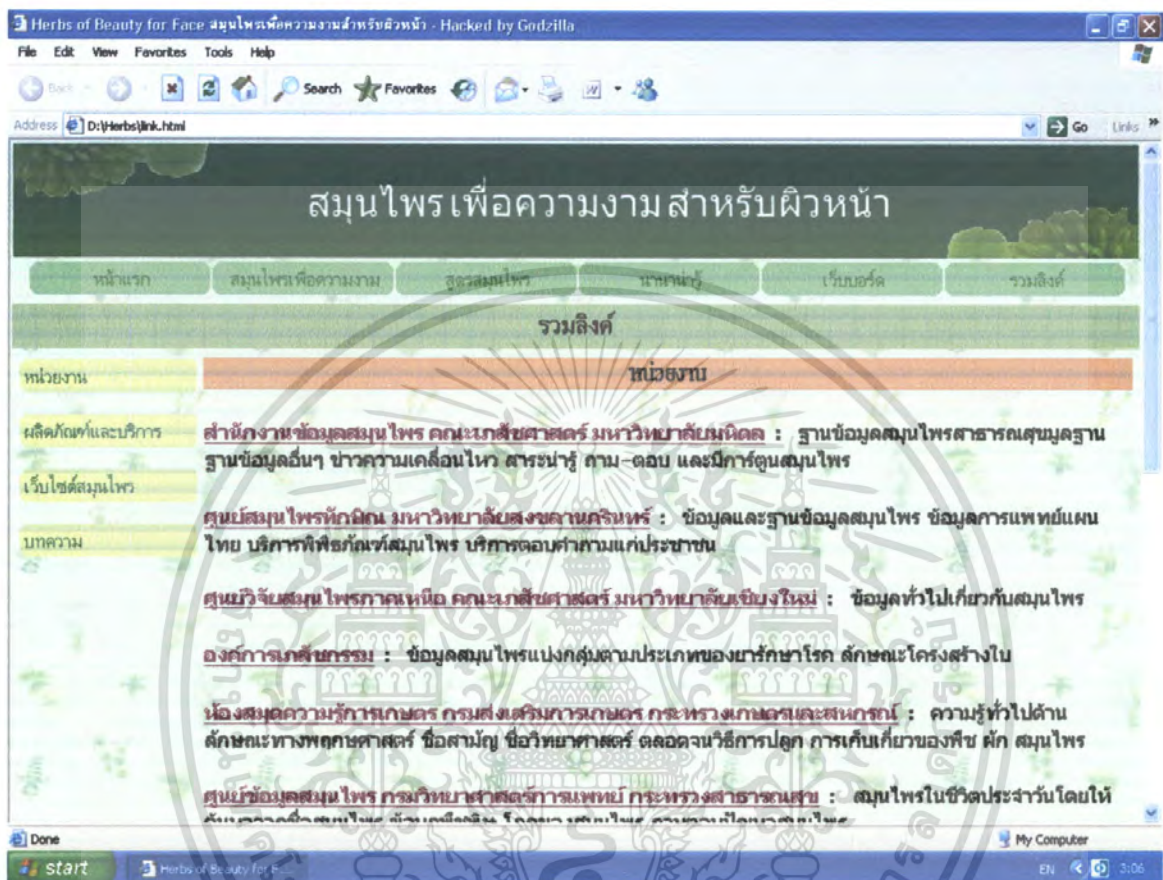 Herbs of Beauty for Face สมุนไพรเพื่อความงามสำหรับผิวหน้า - Hacked by Godzilla
File Edit View Favorites Tools Help
Back Search Favorites
Address D:\Herbs\link.html Go Links
สมุนไพรเพื่อความงามสำหรับผิวหน้า
หน้าแรก สมุนไพรเพื่อความงาม สูตรสมุนไพร นานาน่ารู้ เว็บบอร์ด รวมลิงค์
รวมลิงค์
หน่วยงาน
หน่วยงาน
ผลิตภัณฑ์และบริการ
เว็บไซต์สมุนไพร
บทความ
สำนักงานข้อมูลสมุนไพร คณะเภสัชศาสตร์ มหาวิทยาลัยมหิดล : ฐานข้อมูลสมุนไพรสาธารณสุขมูลฐาน
ฐานข้อมูลอื่นๆ ข่าวความเคลื่อนไหว สาระน่ารู้ ถาม-ตอบ และมีการ์ตูนสมุนไพร
ศูนย์สมุนไพรทักษิณ มหาวิทยาลัยสงขลานครินทร์ : ข้อมูลและฐานข้อมูลสมุนไพร ข้อมูลการแพทย์แผน
ไทย บริการพิพิธภัณฑ์สมุนไพร บริการตอบคำถามแก่ประชาชน
ศูนย์วิจัยสมุนไพรภาคเหนือ คณะเภสัชศาสตร์ มหาวิทยาลัยเชียงใหม่ : ข้อมูลทั่วไปเกี่ยวกับสมุนไพร
องค์การเภสัชกรรม : ข้อมูลสมุนไพรแบ่งกลุ่มตามประเภทของยารักษาโรค ลักษณะโครงสร้างใบ
ห้องสมุดความรู้การเกษตร กรมส่งเสริมการเกษตร กระทรวงเกษตรและสหกรณ์ : ความรู้ทั่วไปด้าน
ลักษณะทางพฤกษศาสตร์ ชื่อสามัญ ชื่อวิทยาศาสตร์ ตลอดจนวิธีการปลูก การเก็บเกี่ยวของพืช ผัก สมุนไพร
ศูนย์ข้อมูลสมุนไพร กรมวิทยาศาสตร์การแพทย์ กระทรวงสาธารณสุข : สมุนไพรในชีวิตประจำวันโดยให้
Done My Computer
start Herbs of Beauty for F... EN 3:06